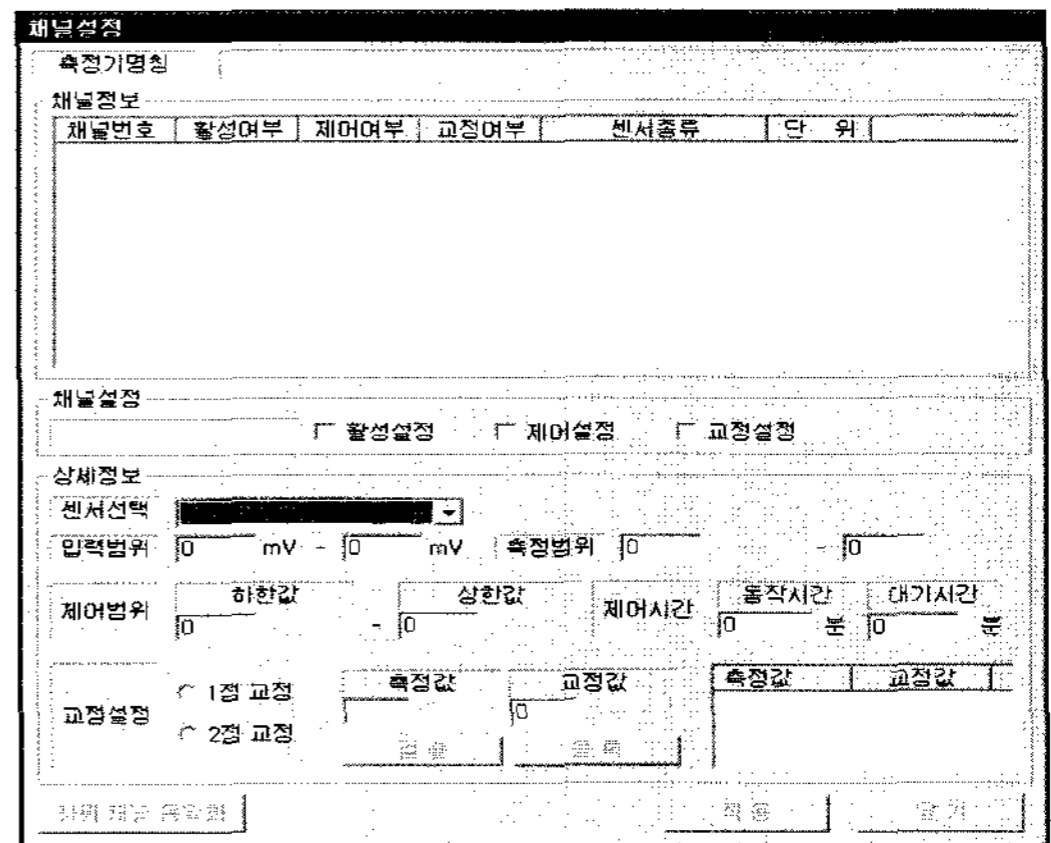 채널설정
측정기명칭
채널정보
채널번호 활성여부 제어여부 교정여부 센서종류 단 위
채널설정
활성설정 제어설정 교정설정
상세정보
센서선택
입력범위 0 mV - 0 mV 측정범위 0 - 0
제어범위 하한값 0 - 상한값 0 제어시간 동작시간 0 분 대기시간 0 분
교정설정 1점 교정 2점 교정 측정값 교정값 0 측정값 교정값
적 용 닫 기